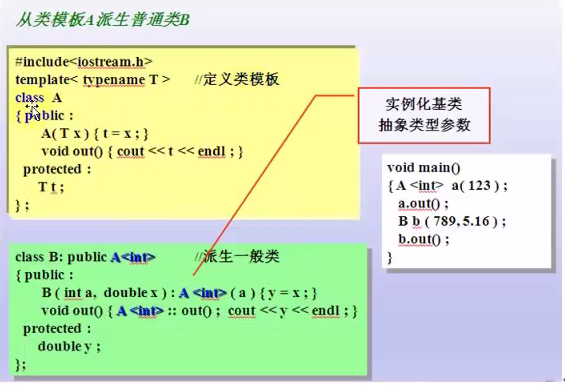 从类模板A派生普通类B
#include<iostream.h>
template< typename T > //定义类模板
class A
{ public :
A( T x ) { t = x ; }
void out() { cout << t << endl ; }
protected :
T t ;
} ;
实例化基类
抽象类型参数
void main()
{ A <int> a( 123 ) ;
a.out() ;
B b ( 789, 5.16 ) ;
b.out() ;
}
class B: public A<int> //派生一般类
{ public :
B ( int a, double x ) : A <int> ( a ) { y = x ; }
void out() { A <int> :: out() ; cout << y << endl ; }
protected :
double y ;
};